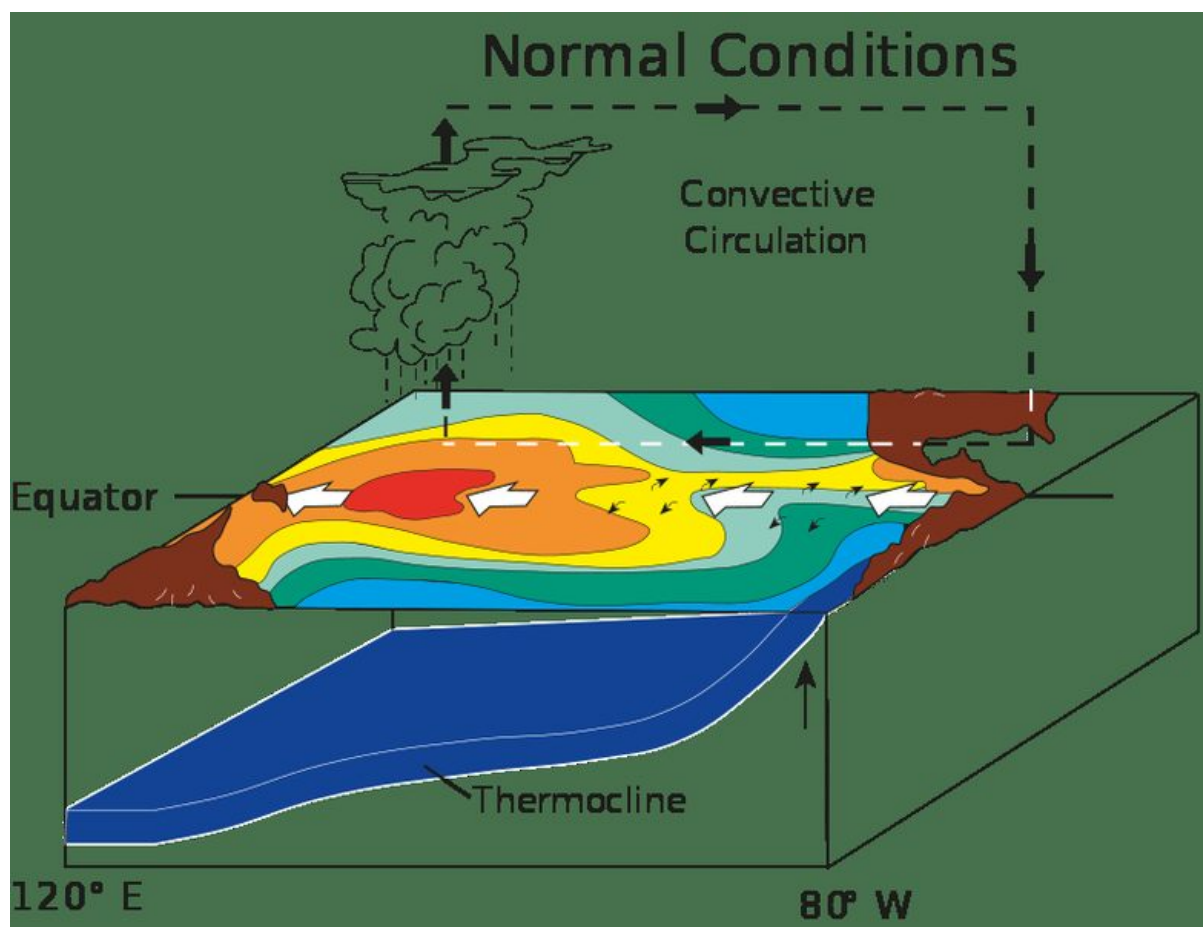 Normal Conditions
Convective
Circulation
Equator
Thermocline
120° E
80° W